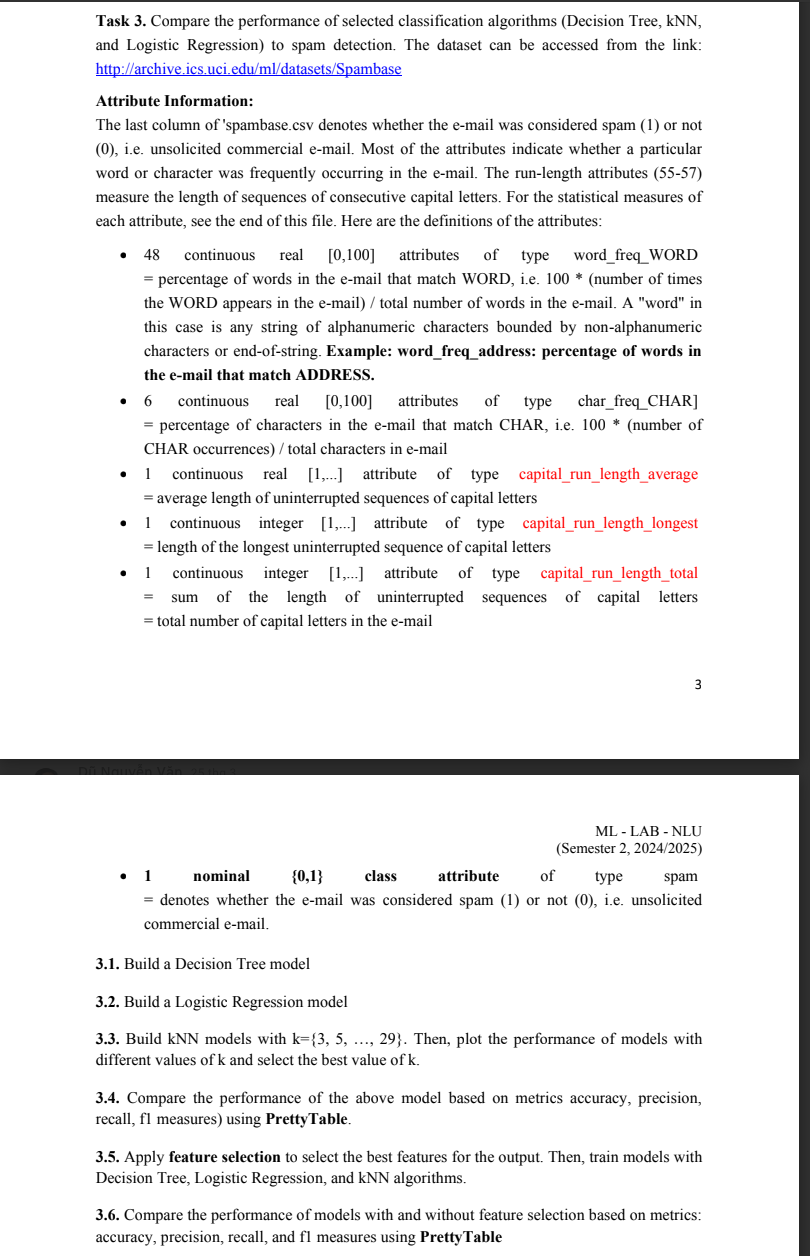 Task 3. Compare the performance of selected classification algorithms (Decision Tree, kNN,
and Logistic Regression) to spam detection. The dataset can be accessed from the link:
http://archive.ics.uci.edu/ml/datasets/Spambase
Attribute Information:
The last column of 'spambase.csv denotes whether the e-mail was considered spam (1) or not
(0), i.e. unsolicited commercial e-mail. Most of the attributes indicate whether a particular
word or character was frequently occurring in the e-mail. The run-length attributes (55-57)
measure the length of sequences of consecutive capital letters. For the statistical measures of
each attribute, see the end of this file. Here are the definitions of the attributes:
• 48 continuous real [0,100] attributes of type word_freq_WORD
= percentage of words in the e-mail that match WORD, i.e. 100 * (number of times
the WORD appears in the e-mail) / total number of words in the e-mail. A "word" in
this case is any string of alphanumeric characters bounded by non-alphanumeric
characters or end-of-string. Example: word_freq_address: percentage of words in
the e-mail that match ADDRESS.
• 6 continuous real [0,100] attributes of type char_freq_CHAR]
= percentage of characters in the e-mail that match CHAR, i.e. 100 * (number of
CHAR occurrences) / total characters in e-mail
• 1 continuous real [1,...] attribute of type capital_run_length_average
= average length of uninterrupted sequences of capital letters
• 1 continuous integer [1,...] attribute of type capital_run_length_longest
= length of the longest uninterrupted sequence of capital letters
• 1 continuous integer [1,...] attribute of type capital_run_length_total
= sum of the length of uninterrupted sequences of capital letters
= total number of capital letters in the e-mail
3
ML - LAB - NLU
(Semester 2, 2024/2025)
• 1 nominal {0,1} class attribute of type spam
= denotes whether the e-mail was considered spam (1) or not (0), i.e. unsolicited
commercial e-mail.
3.1. Build a Decision Tree model
3.2. Build a Logistic Regression model
3.3. Build kNN models with k={3, 5, …, 29}. Then, plot the performance of models with
different values of k and select the best value of k.
3.4. Compare the performance of the above model based on metrics accuracy, precision,
recall, f1 measures) using PrettyTable.
3.5. Apply feature selection to select the best features for the output. Then, train models with
Decision Tree, Logistic Regression, and kNN algorithms.
3.6. Compare the performance of models with and without feature selection based on metrics:
accuracy, precision, recall, and f1 measures using PrettyTable